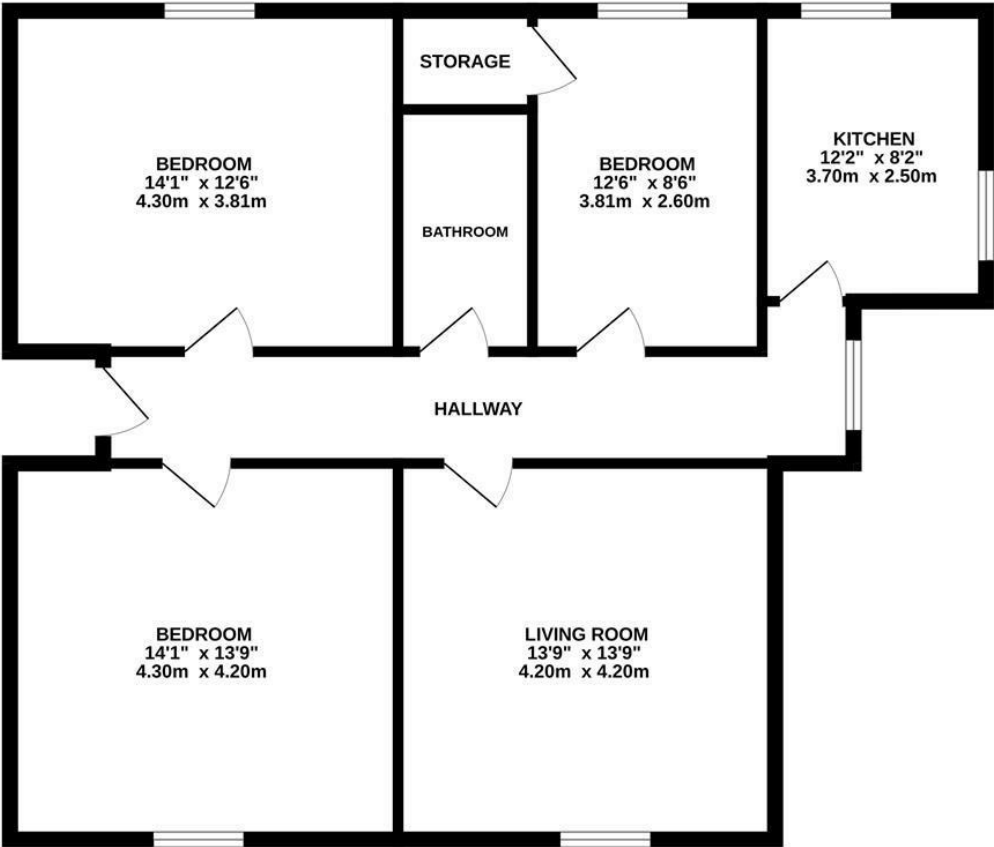 STORAGE
BEDROOM
14'1" x 12'6"
4.30m x 3.81m
BATHROOM
BEDROOM
12'6" x 8'6"
3.81m x 2.60m
KITCHEN
12'2" x 8'2"
3.70m x 2.50m
HALLWAY
BEDROOM
14'1" x 13'9"
4.30m x 4.20m
LIVING ROOM
13'9" x 13'9"
4.20m x 4.20m